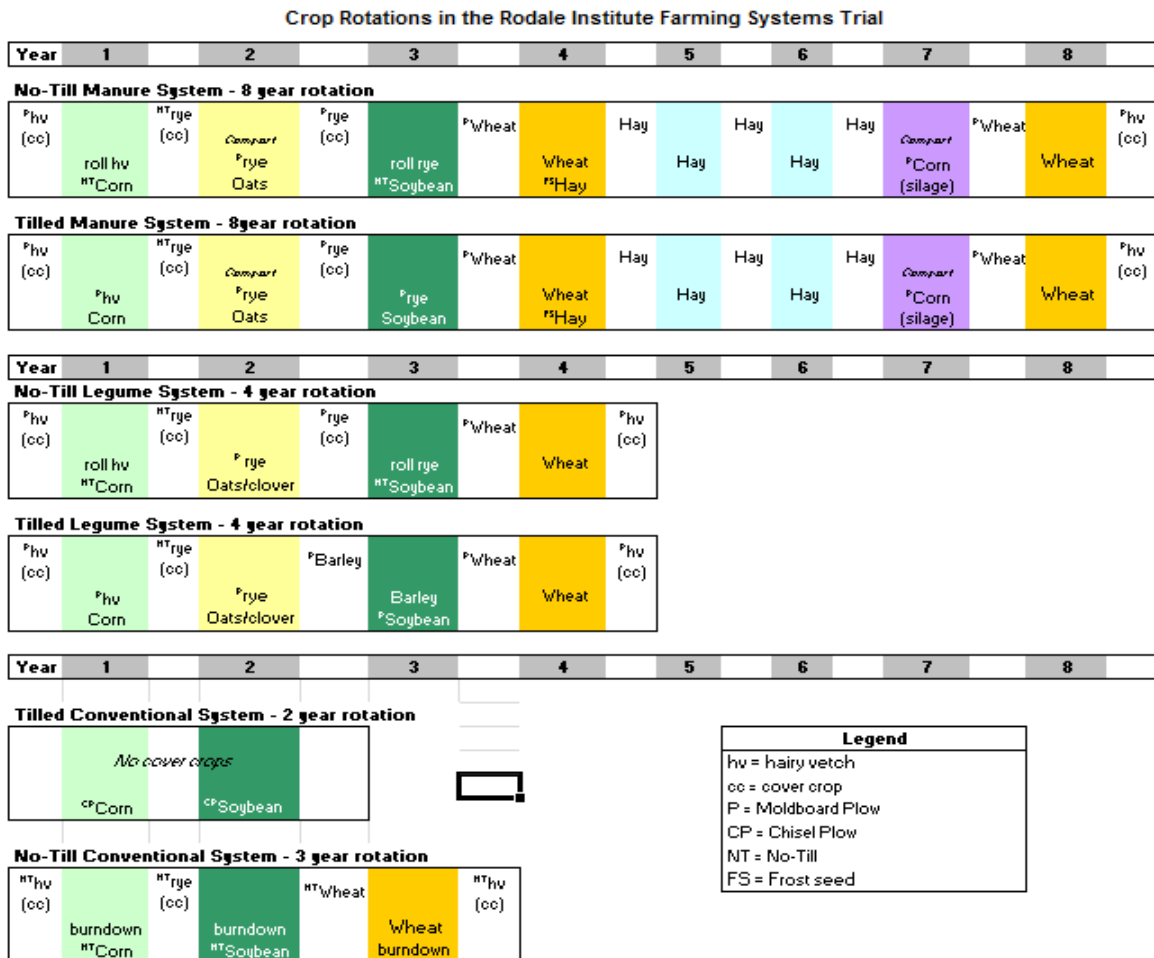 Crop Rotations in the Rodale Institute Farming Systems Trial
Year 1 2 3 4 5 6 7 8
No-Till Manure System - 8 year rotation
Phv NTrye Prye PWheat Hay Hay Hay PWheat Phv
(cc) (cc) Compart (cc) Compart (cc)
roll hv Prye roll rye Wheat Hay Hay PCorn Wheat
NTCorn Oats NTSoybean FSHay (silage)
Tilled Manure System - 8year rotation
Phv NTrye Prye PWheat Hay Hay Hay PWheat Phv
(cc) (cc) Compart (cc) Compart (cc)
Phv Prye Prye Wheat Hay Hay PCorn Wheat
Corn Oats Soybean FSHay (silage)
Year 1 2 3 4 5 6 7 8
No-Till Legume System - 4 year rotation
Phv NTrye Prye PWheat Phv
(cc) (cc) (cc) (cc)
roll hv P rye roll rye Wheat
NTCorn Oats/clover NTSoybean
Tilled Legume System - 4 year rotation
Phv NTrye PBarley PWheat Phv
(cc) (cc) (cc)
Phv Prye Barley Wheat
Corn Oats/clover PSoybean
Year 1 2 3 4 5 6 7 8
Tilled Conventional System - 2 year rotation
No cover crops
CPCorn CPSoybean
Legend
hv = hairy vetch
cc = cover crop
P = Moldboard Plow
CP = Chisel Plow
NT = No-Till
FS = Frost seed
No-Till Conventional System - 3 year rotation
NThv NTrye NTWheat NThv
(cc) (cc) (cc)
burndown burndown Wheat
NTCorn NTSoybean burndown